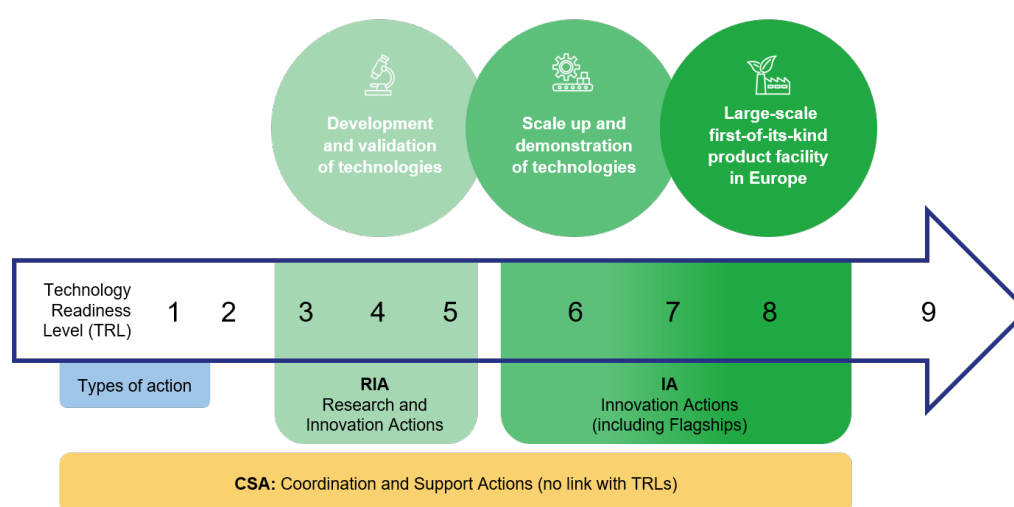 Development
and validation
of technologies
Scale up and
demonstration
of technologies
Large-scale
first-of-its-kind
product facility
in Europe
Technology
Readiness
Level (TRL)
1 2 3 4 5 6 7 8 9
Types of action
RIA
Research and
Innovation Actions
IA
Innovation Actions
(including Flagships)
CSA: Coordination and Support Actions (no link with TRLs)